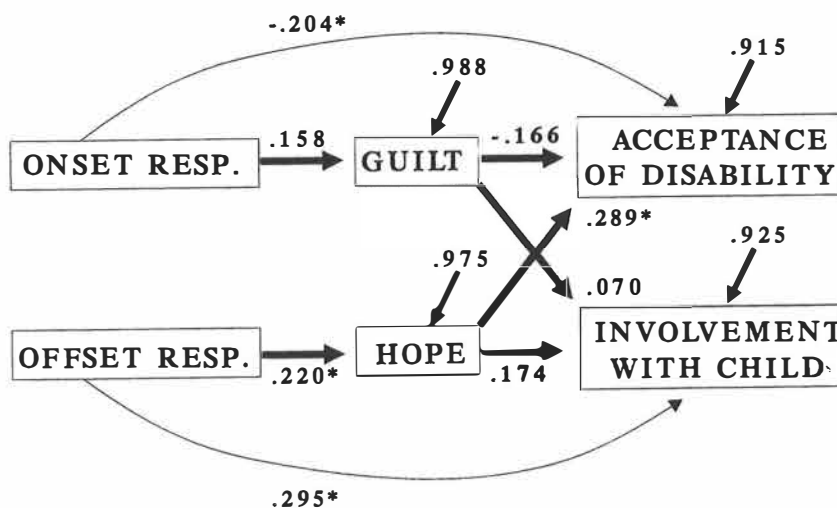 -.204*
.988
.915
ONSET RESP.
.158
GUILT
-.166
ACCEPTANCE
OF DISABILITY
.289*
.975
.070
.925
OFFSET RESP.
.220*
HOPE
.174
INVOLVEMENT
WITH CHILD
.295*